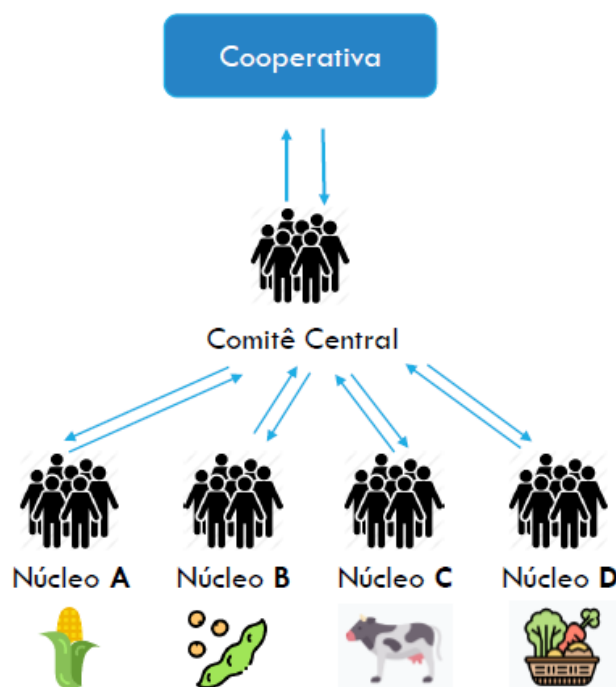 Cooperativa
Comitê Central
Núcleo A
Núcleo B
Núcleo C
Núcleo D